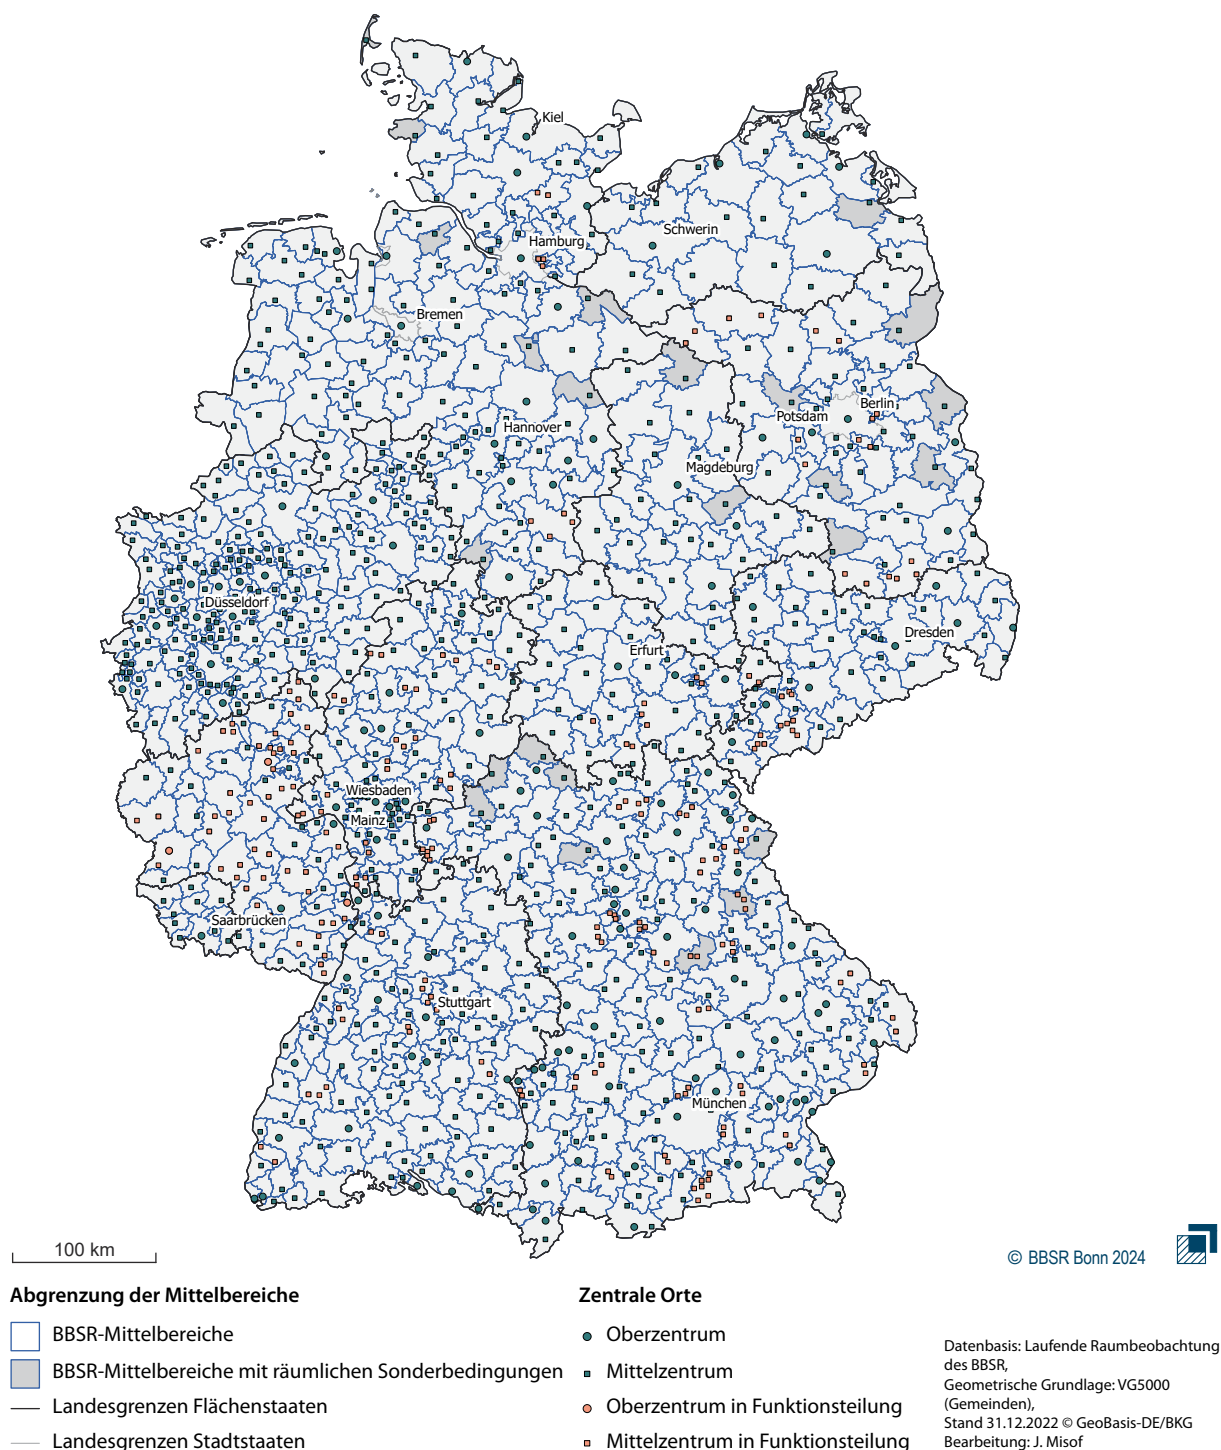 Kiel
Schwerin
Hamburg
Bremen
Berlin
Potsdam
Hannover
Magdeburg
Düsseldorf
Dresden
Erfurt
Wiesbaden
Mainz
Saarbrücken
Stuttgart
München
100 km
© BBSR Bonn 2024
Abgrenzung der Mittelbereiche
BBSR-Mittelbereiche
BBSR-Mittelbereiche mit räumlichen Sonderbedingungen
Landesgrenzen Flächenstaaten
Landesgrenzen Stadtstaaten
Zentrale Orte
Oberzentrum
Mittelzentrum
Oberzentrum in Funktionsteilung
Mittelzentrum in Funktionsteilung
Datenbasis: Laufende Raumbeobachtung
des BBSR,
Geometrische Grundlage: VG5000
(Gemeinden),
Stand 31.12.2022 © GeoBasis-DE/BKG
Bearbeitung: J. Misof